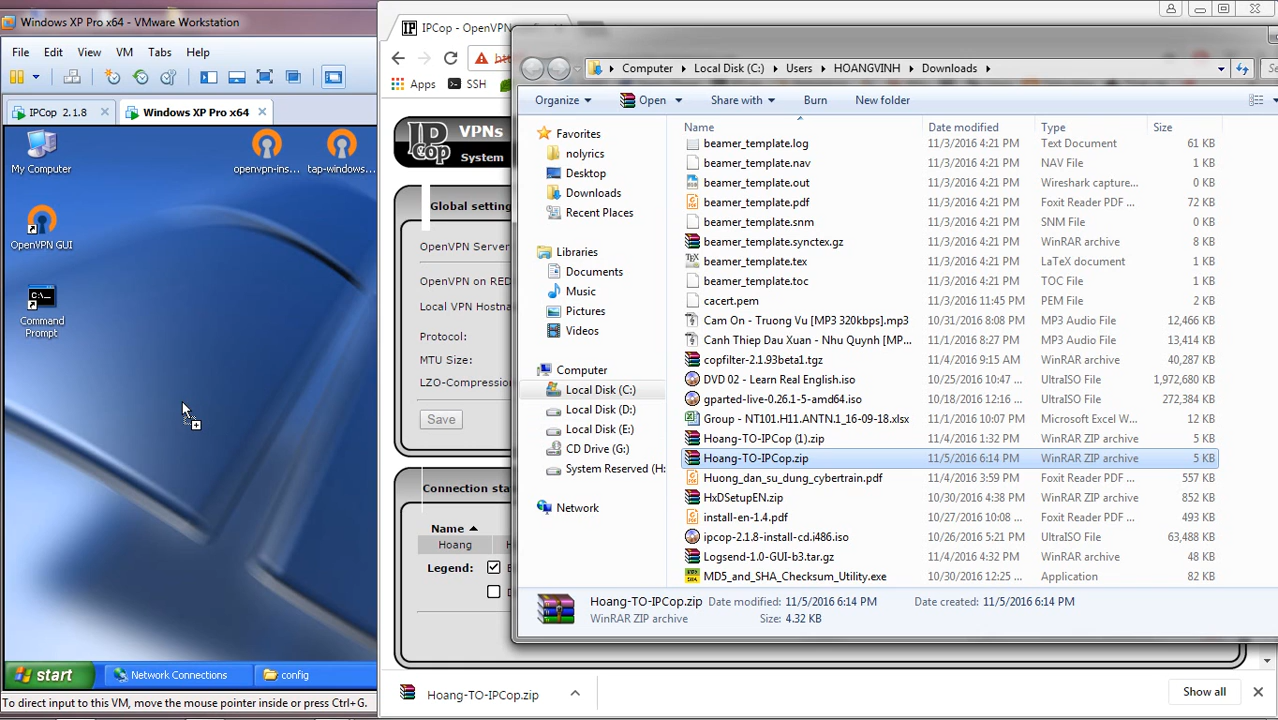 Windows XP Pro x64 - VMware Workstation
File Edit View VM Tabs Help
IPCop 2.1.8
Windows XP Pro x64
My Computer
openvpn-ins...
tap-windows...
OpenVPN GUI
C:\_
Command
Prompt
start
Network Connections
config
To direct input to this VM, move the mouse pointer inside or press Ctrl+G.
IP IPCop - OpenVPN
Apps SSH
IP
Cop
VPNs
System
Global setting
OpenVPN Server
OpenVPN on RED
Local VPN Hostna
Protocol:
MTU Size:
LZO-Compressio
Save
Connection sta
Name
Hoang
Legend:
Hoang-TO-IPCop.zip
Show all
Computer Local Disk (C:) Users HOANGVINH Downloads
Organize Open Share with Burn New folder
Favorites
nolyrics
Desktop
Downloads
Recent Places
Libraries
Documents
Music
Pictures
Videos
Computer
Local Disk (C:)
Local Disk (D:)
Local Disk (E:)
CD Drive (G:)
System Reserved (H:
Network
Name Date modified Type Size
beamer_template.log 11/3/2016 4:21 PM Text Document 61 KB
beamer_template.nav 11/3/2016 4:21 PM NAV File 1 KB
beamer_template.out 11/3/2016 4:21 PM Wireshark capture... 0 KB
beamer_template.pdf 11/3/2016 4:21 PM Foxit Reader PDF ... 72 KB
beamer_template.snm 11/3/2016 4:21 PM SNM File 0 KB
beamer_template.synctex.gz 11/3/2016 4:21 PM WinRAR archive 8 KB
beamer_template.tex 11/3/2016 4:21 PM LaTeX document 3 KB
beamer_template.toc 11/3/2016 4:21 PM TOC File 1 KB
cacert.pem 11/3/2016 11:45 PM PEM File 2 KB
Cam On - Truong Vu [MP3 320kbps].mp3 10/31/2016 8:08 PM MP3 Audio File 12,466 KB
Canh Thiep Dau Xuan - Nhu Quynh [MP... 11/1/2016 8:27 PM MP3 Audio File 13,414 KB
copfilter-2.1.93beta1.tgz 11/4/2016 9:15 AM WinRAR archive 40,287 KB
DVD 02 - Learn Real English.iso 10/25/2016 10:47 ... UltraISO File 1,972,680 KB
gparted-live-0.26.1-5-amd64.iso 10/18/2016 12:16 ... UltraISO File 272,384 KB
Group - NT101.H11.ANTN.1_16-09-18.xlsx 11/1/2016 10:07 PM Microsoft Excel W... 24 KB
Hoang-TO-IPCop (1).zip 11/4/2016 1:32 PM WinRAR ZIP archive 5 KB
Hoang-TO-IPCop.zip 11/5/2016 6:14 PM WinRAR ZIP archive 5 KB
Huong_dan_su_dung_cybertrain.pdf 11/4/2016 3:59 PM Foxit Reader PDF ... 557 KB
HxDSetupEN.zip 10/30/2016 4:38 PM WinRAR ZIP archive 852 KB
install-en-1.4.pdf 10/27/2016 10:08 ... Foxit Reader PDF ... 493 KB
ipcop-2.1.8-install-cd.i486.iso 10/26/2016 5:21 PM UltraISO File 63,488 KB
Logsend-1.0-GUI-b3.tar.gz 11/4/2016 4:32 PM WinRAR archive 48 KB
MD5_and_SHA_Checksum_Utility.exe 10/30/2016 12:25 ... Application 82 KB
Hoang-TO-IPCop.zip Date modified: 11/5/2016 6:14 PM Date created: 11/5/2016 6:14 PM
WinRAR ZIP archive Size: 4.32 KB